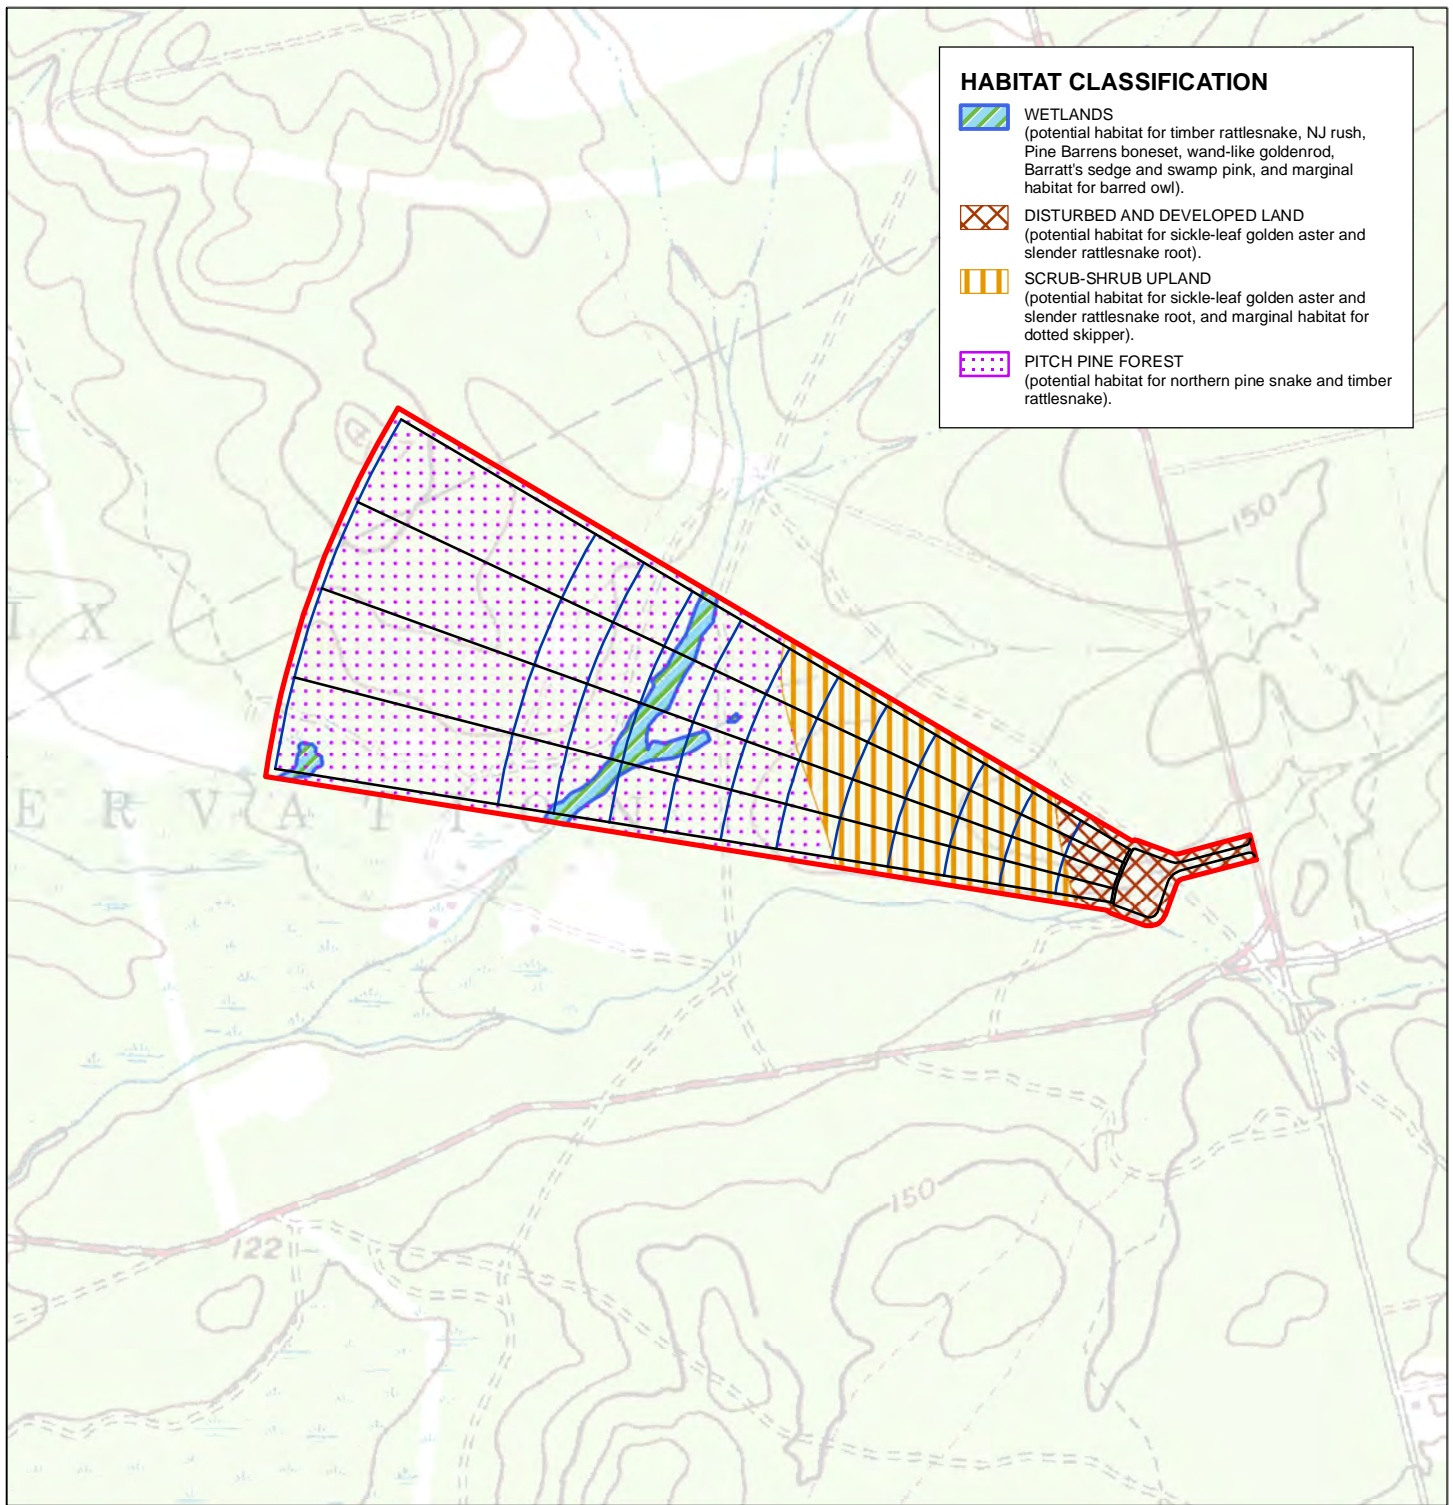 HABITAT CLASSIFICATION
WETLANDS
(potential habitat for timber rattlesnake, NJ rush,
Pine Barrens boneset, wand-like goldenrod,
Barratt's sedge and swamp pink, and marginal
habitat for barred owl).
DISTURBED AND DEVELOPED LAND
(potential habitat for sickle-leaf golden aster and
slender rattlesnake root).
SCRUB-SHRUB UPLAND
(potential habitat for sickle-leaf golden aster and
slender rattlesnake root, and marginal habitat for
dotted skipper).
PITCH PINE FOREST
(potential habitat for northern pine snake and timber
rattlesnake).
150
I X
E R V A T I O N
150
122